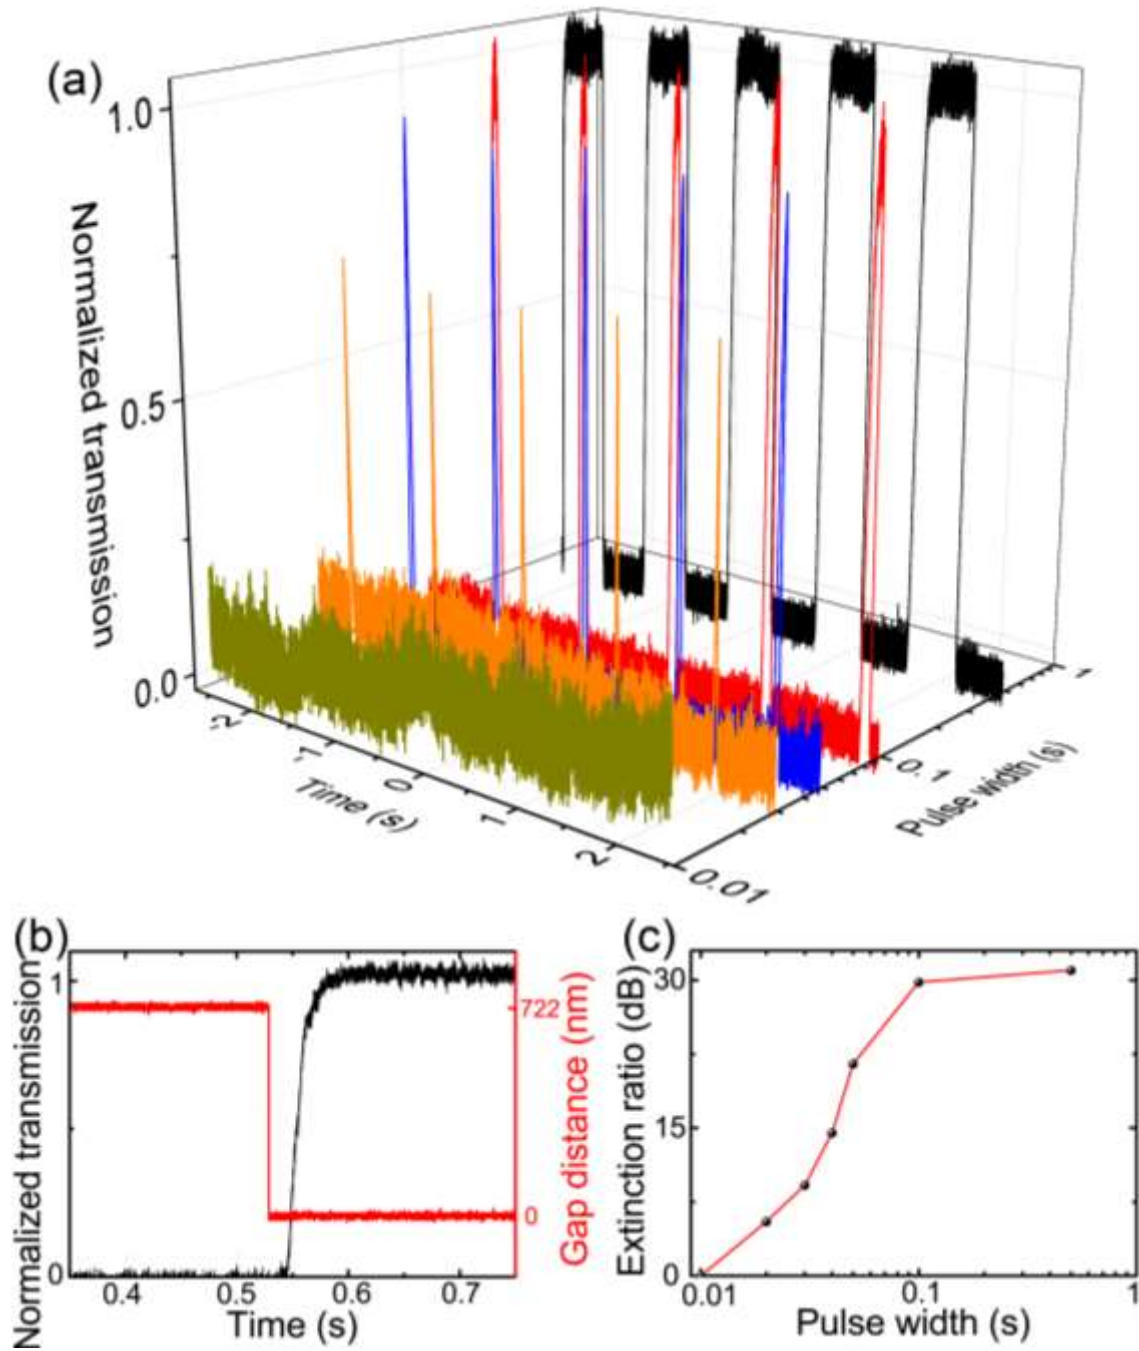 (a)
1.0
0.5
0.0
Normalized transmission
-2
-1
0
1
2
Time (s)
0.01
0.1
1
Pulse width (s)
(b)
1
0
Normalized transmission
0.4
0.5
0.6
0.7
Time (s)
722
0
Gap distance (nm)
(c)
30
15
0
Extinction ratio (dB)
0.01
0.1
1
Pulse width (s)